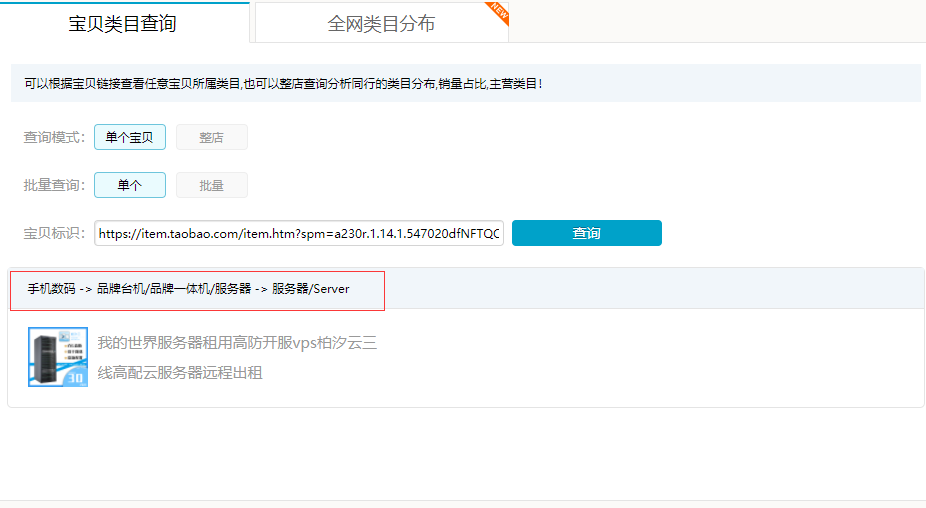 宝贝类目查询
全网类目分布
NEW
可以根据宝贝链接查看任意宝贝所属类目,也可以整店查询分析同行的类目分布,销量占比,主营类目!
查询模式: 单个宝贝 整店
批量查询: 单个 批量
宝贝标识: https://item.taobao.com/item.htm?spm=a230r.1.14.1.547020dfNFTQC 查询
手机数码 -> 品牌台机/品牌一体机/服务器 -> 服务器/Server
我的世界服务器租用高防开服vps柏汐云三
线高配云服务器远程出租
30